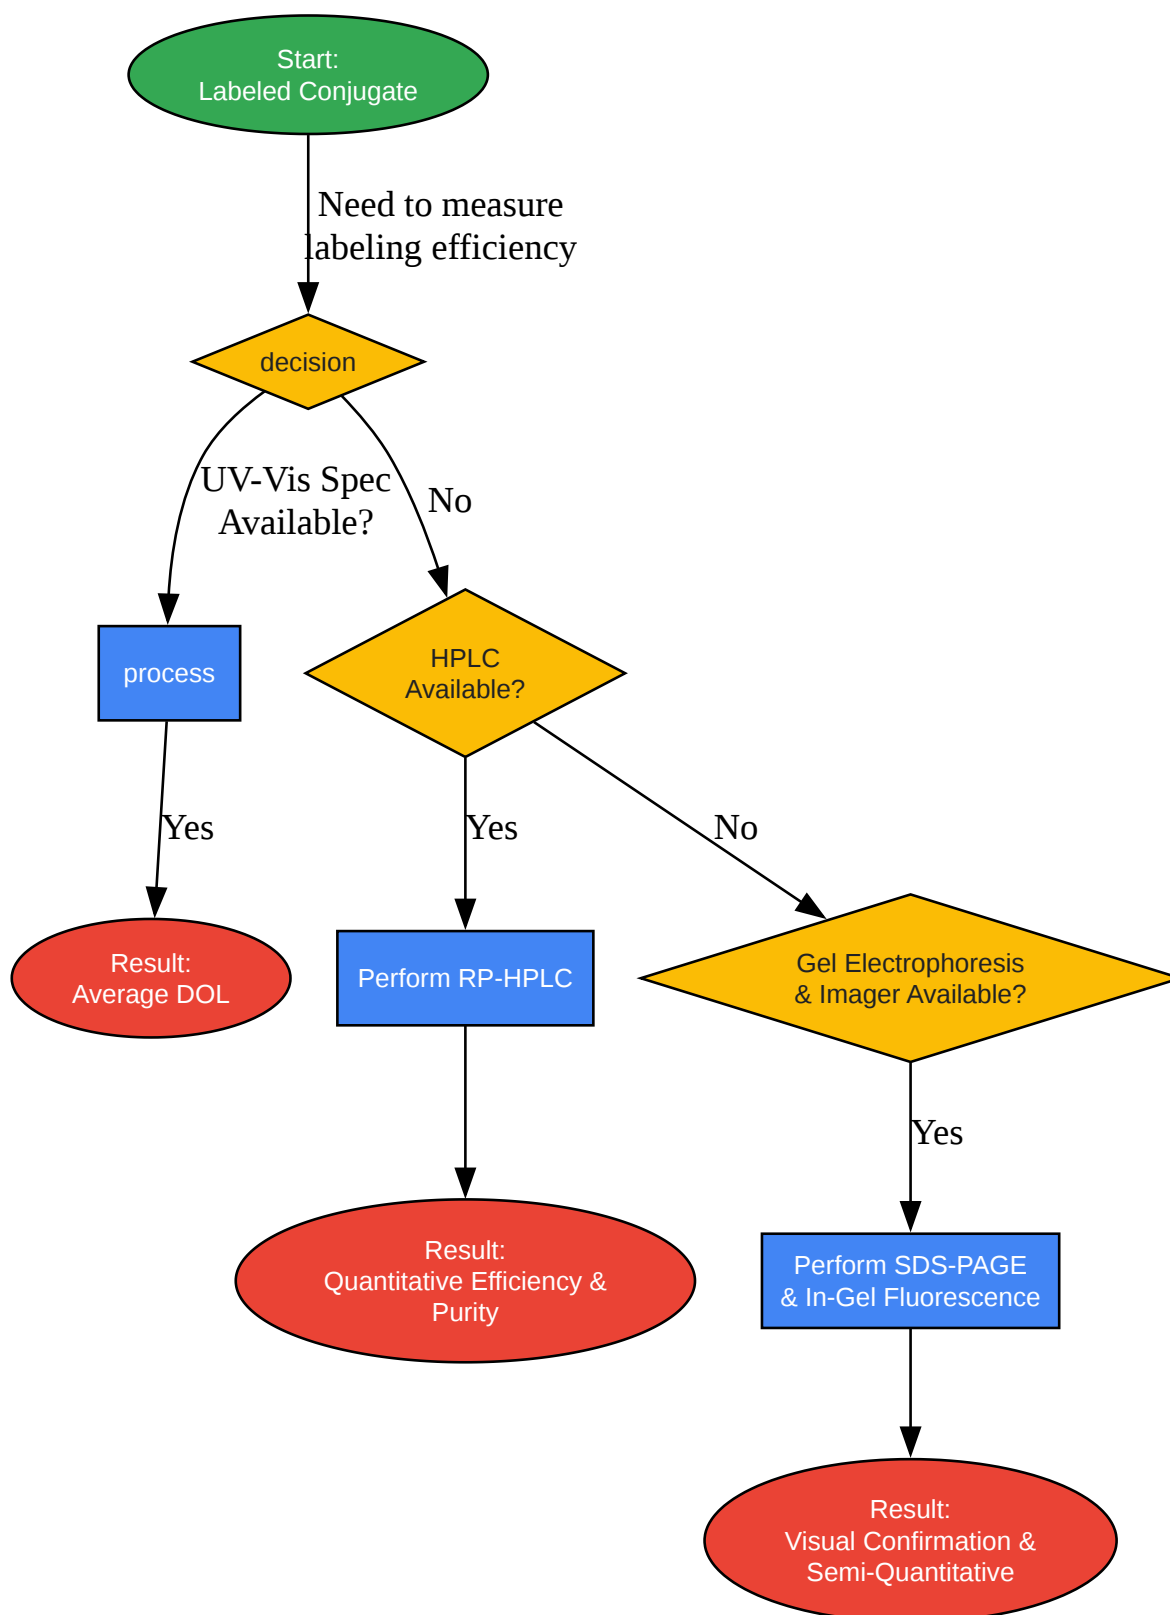 Start:
Labeled Conjugate
Need to measure
labeling efficiency
decision
UV-Vis Spec
Available?
No
process
HPLC
Available?
Yes
Yes
No
Result:
Average DOL
Perform RP-HPLC
Gel Electrophoresis
& Imager Available?
Yes
Result:
Quantitative Efficiency &
Purity
Perform SDS-PAGE
& In-Gel Fluorescence
Result:
Visual Confirmation &
Semi-Quantitative